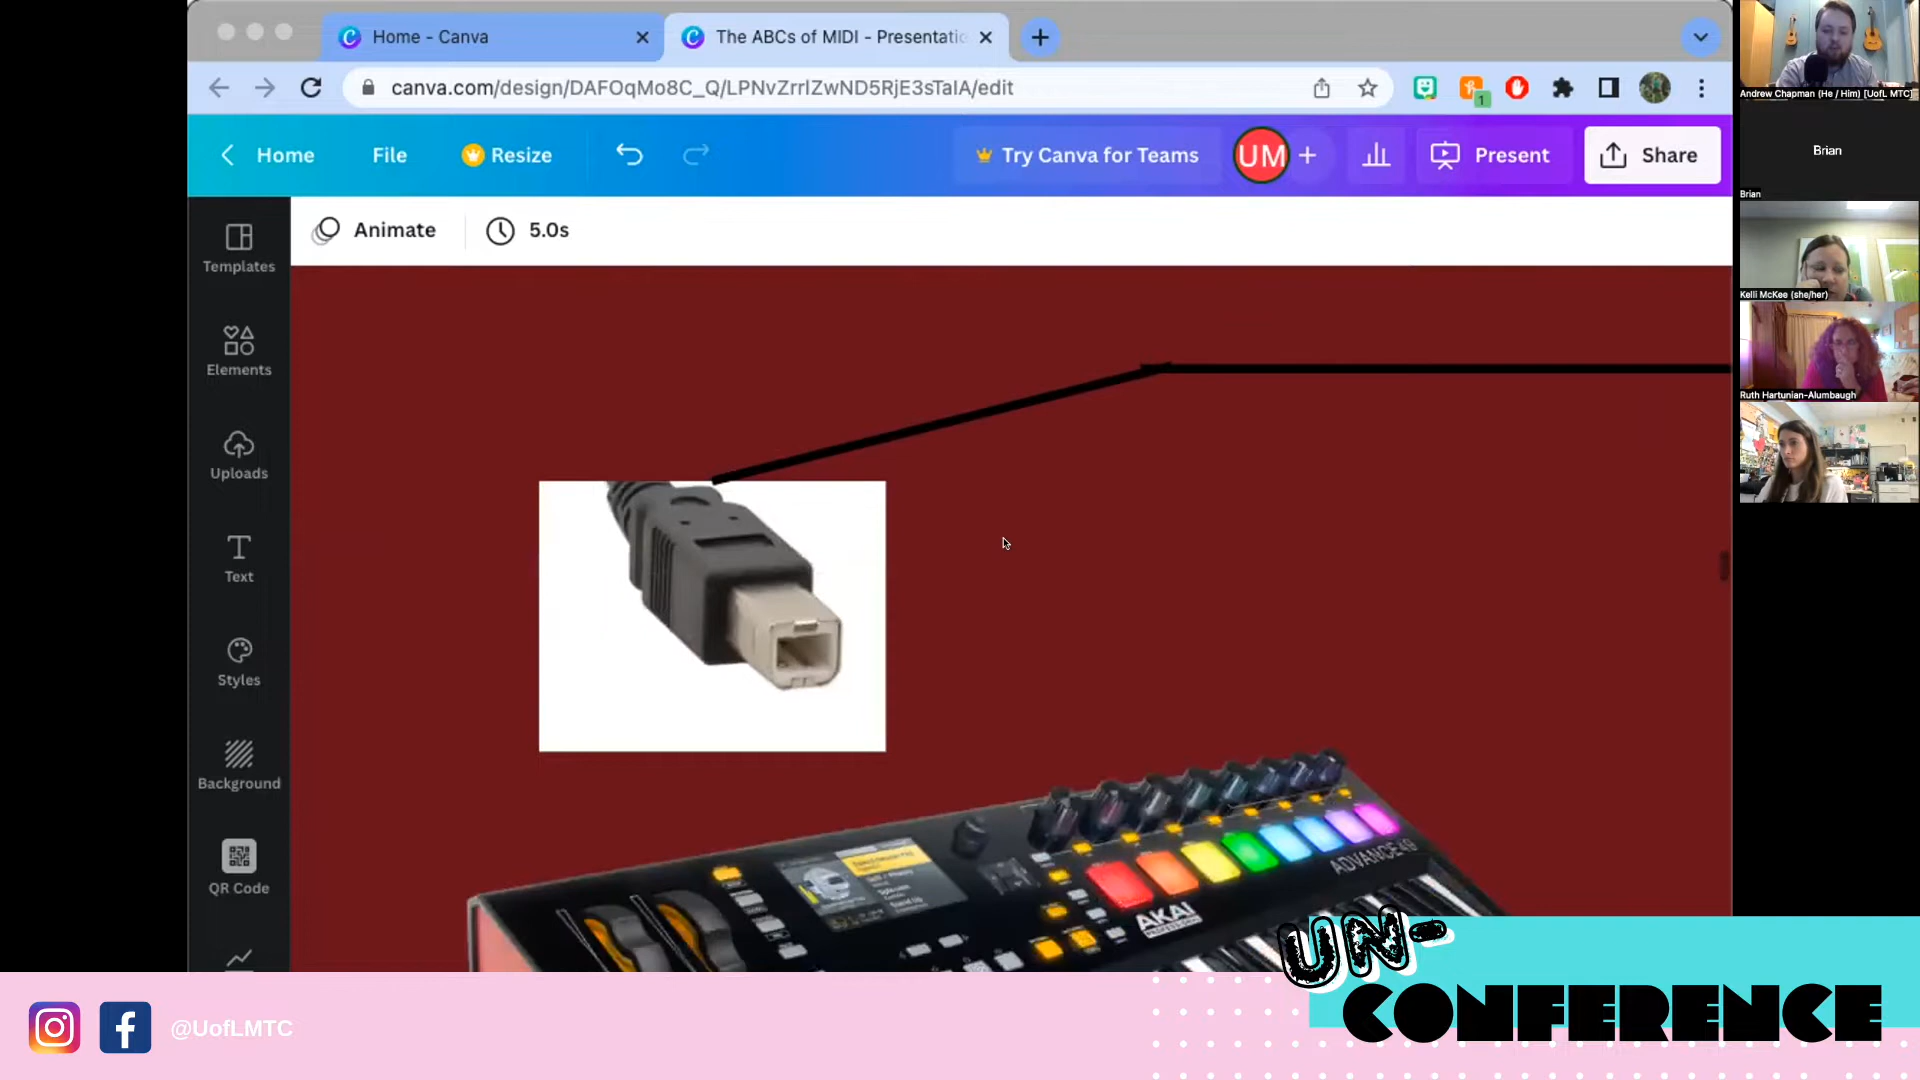 Home - Canva
The ABCs of MIDI - Presentatio
canva.com/design/DAFOqMo8C_Q/LPNvZrrlZwND5RjE3sTaIA/edit
1
Home File Resize Try Canva for Teams UM + Present Share
Animate 5.0s
Templates
Elements
Uploads
Text
Styles
Background
QR Code
ADVANCE 49
AKAI
Andrew Chapman (He / Him) [UofL MTC]
Brian
Brian
Kelli McKee (she/her)
Ruth Hartunian-Alumbaugh
@UofLMTC
UN-
CONFERENCE